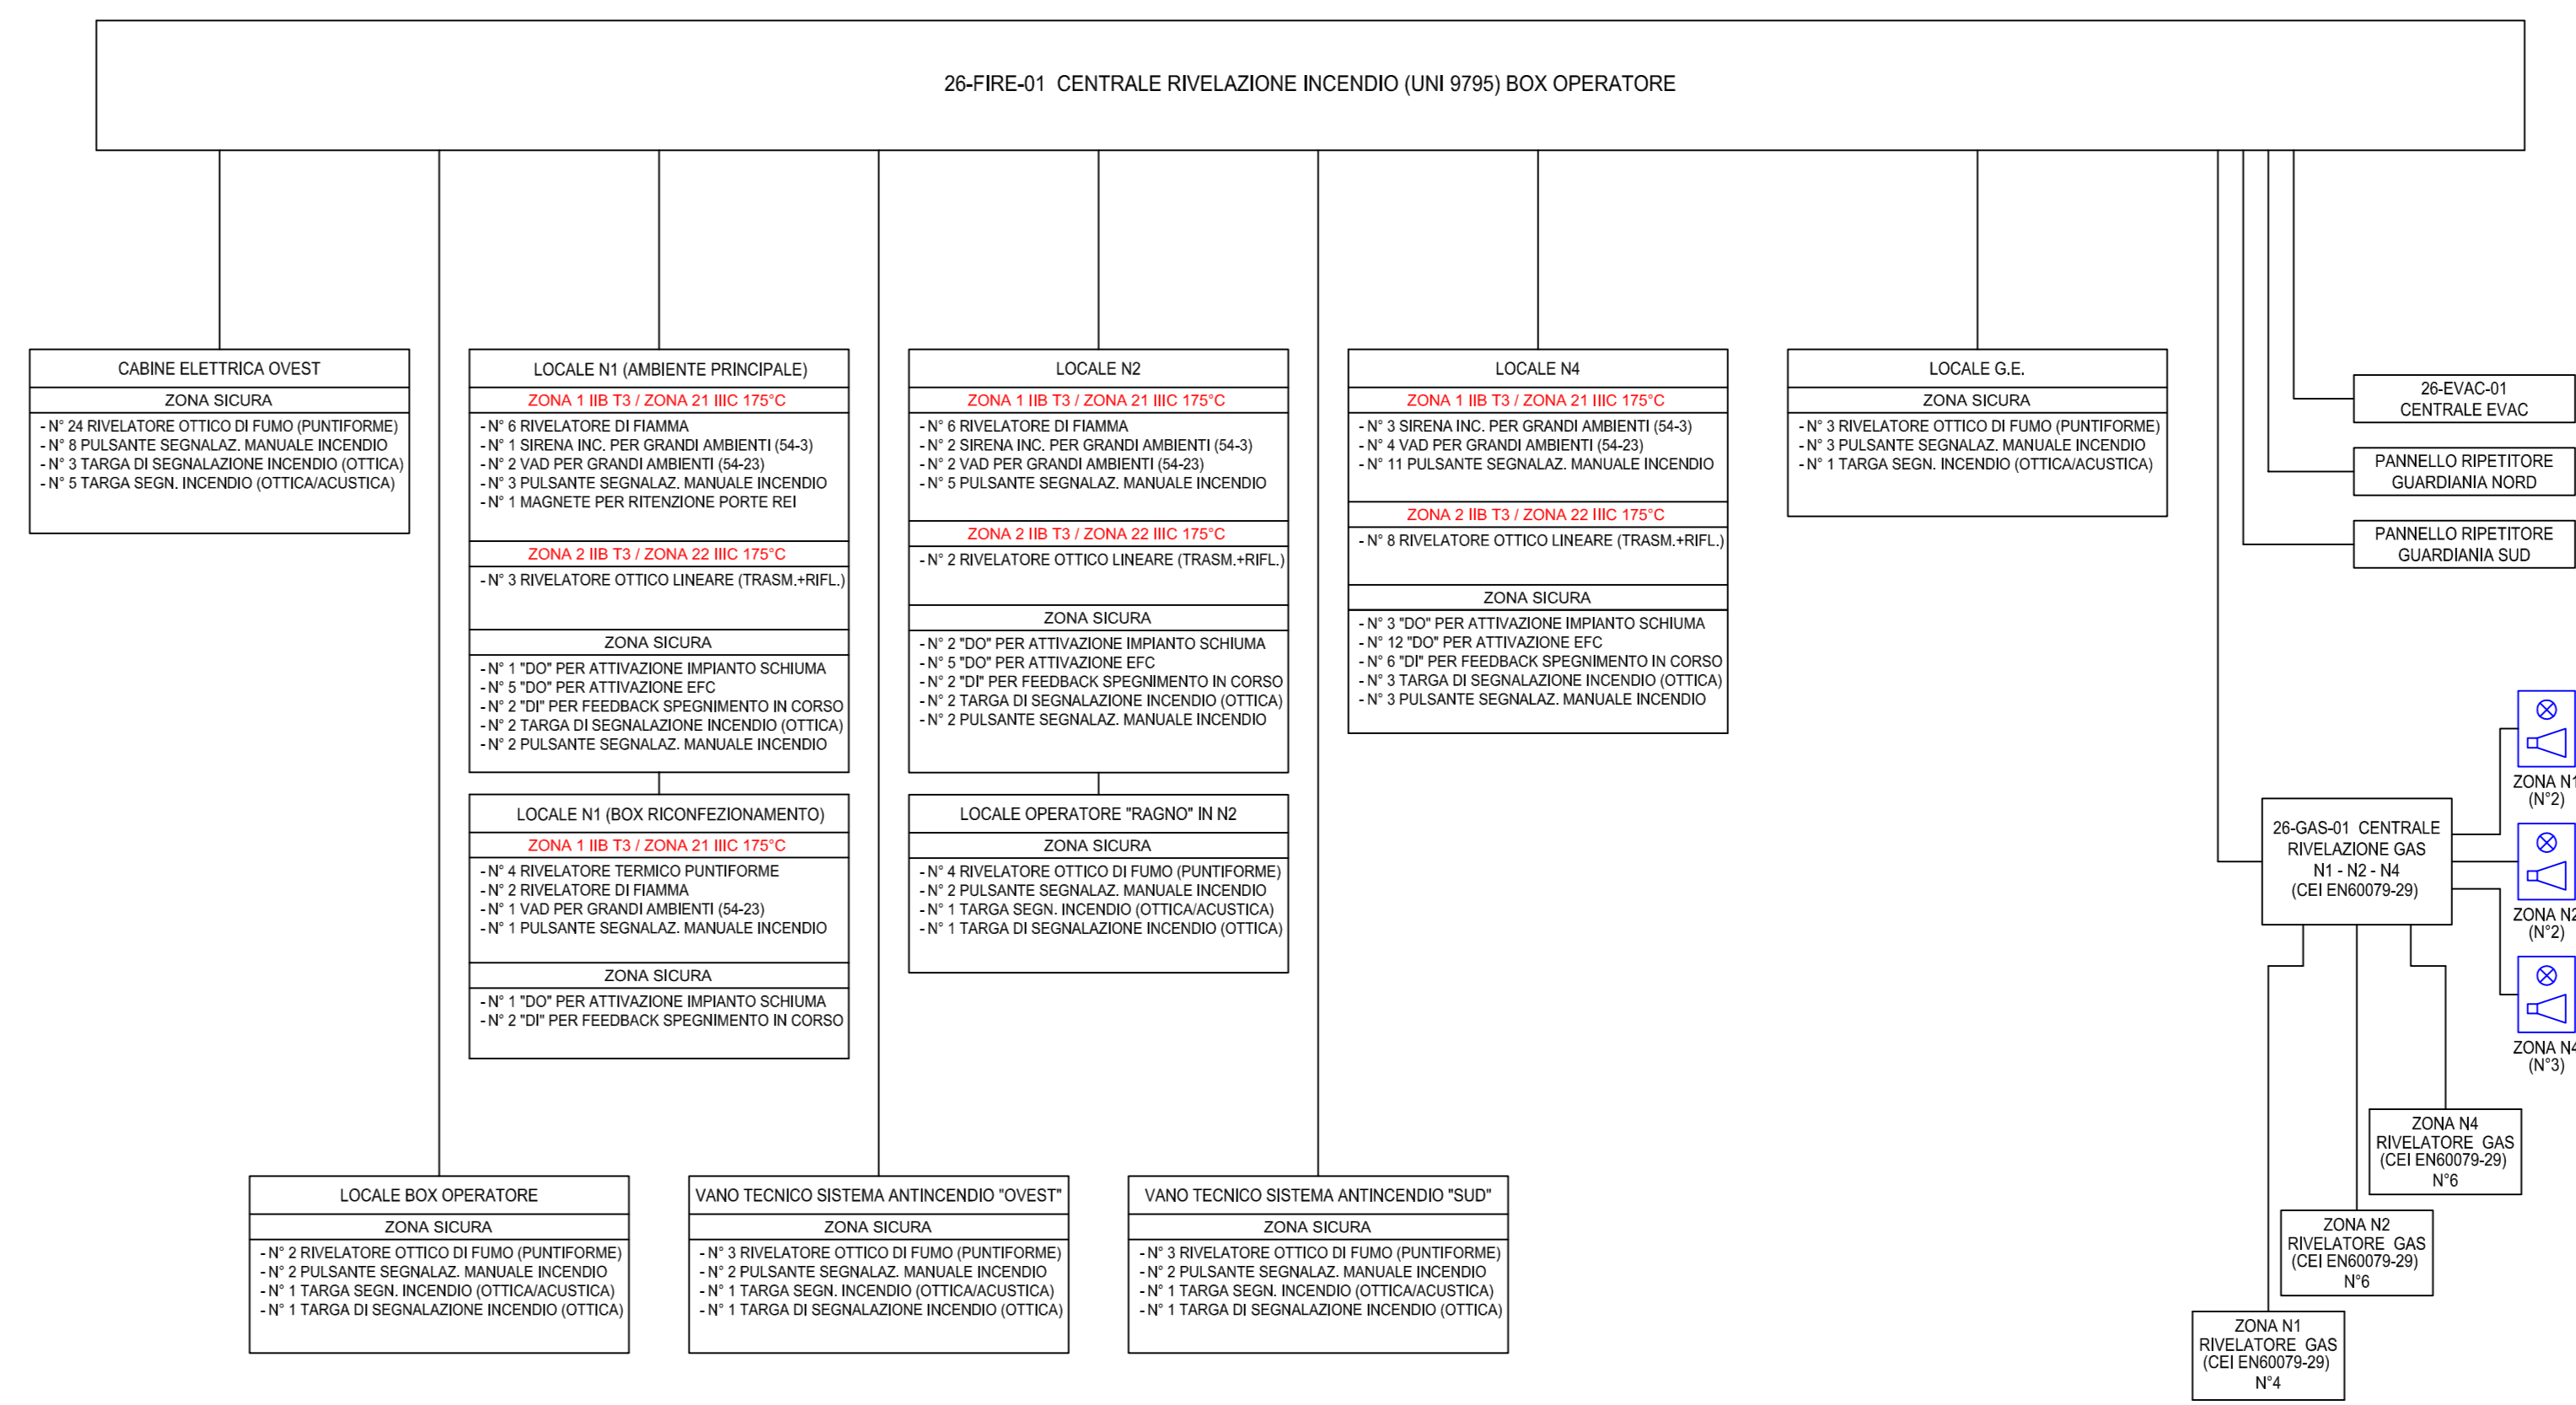 26-FIRE-01 CENTRALE RIVELAZIONE INCENDIO (UNI 9795) BOX OPERATORE
CABINE ELETTRICA OVEST
ZONA SICURA
- N° 24 RIVELATORE OTTICO DI FUMO (PUNTIFORME)
- N° 8 PULSANTE SEGNALAZ. MANUALE INCENDIO
- N° 3 TARGA DI SEGNALAZIONE INCENDIO (OTTICA)
- N° 5 TARGA SEGN. INCENDIO (OTTICA/ACUSTICA)
LOCALE N1 (AMBIENTE PRINCIPALE)
ZONA 1 IIB T3 / ZONA 21 IIIC 175°C
- N° 6 RIVELATORE DI FIAMMA
- N° 1 SIRENA INC. PER GRANDI AMBIENTI (54-3)
- N° 2 VAD PER GRANDI AMBIENTI (54-23)
- N° 3 PULSANTE SEGNALAZ. MANUALE INCENDIO
- N° 1 MAGNETE PER RITENZIONE PORTE REI
ZONA 2 IIB T3 / ZONA 22 IIIC 175°C
- N° 3 RIVELATORE OTTICO LINEARE (TRASM.+RIFL.)
ZONA SICURA
- N° 1 "DO" PER ATTIVAZIONE IMPIANTO SCHIUMA
- N° 5 "DO" PER ATTIVAZIONE EFC
- N° 2 "DI" PER FEEDBACK SPEGNIMENTO IN CORSO
- N° 2 TARGA DI SEGNALAZIONE INCENDIO (OTTICA)
- N° 2 PULSANTE SEGNALAZ. MANUALE INCENDIO
LOCALE N1 (BOX RICONFEZIONAMENTO)
ZONA 1 IIB T3 / ZONA 21 IIIC 175°C
- N° 4 RIVELATORE TERMICO PUNTIFORME
- N° 2 RIVELATORE DI FIAMMA
- N° 1 VAD PER GRANDI AMBIENTI (54-23)
- N° 1 PULSANTE SEGNALAZ. MANUALE INCENDIO
ZONA SICURA
- N° 1 "DO" PER ATTIVAZIONE IMPIANTO SCHIUMA
- N° 2 "DI" PER FEEDBACK SPEGNIMENTO IN CORSO
LOCALE N2
ZONA 1 IIB T3 / ZONA 21 IIIC 175°C
- N° 6 RIVELATORE DI FIAMMA
- N° 2 SIRENA INC. PER GRANDI AMBIENTI (54-3)
- N° 2 VAD PER GRANDI AMBIENTI (54-23)
- N° 5 PULSANTE SEGNALAZ. MANUALE INCENDIO
ZONA 2 IIB T3 / ZONA 22 IIIC 175°C
- N° 2 RIVELATORE OTTICO LINEARE (TRASM.+RIFL.)
ZONA SICURA
- N° 2 "DO" PER ATTIVAZIONE IMPIANTO SCHIUMA
- N° 5 "DO" PER ATTIVAZIONE EFC
- N° 2 "DI" PER FEEDBACK SPEGNIMENTO IN CORSO
- N° 2 TARGA DI SEGNALAZIONE INCENDIO (OTTICA)
- N° 2 PULSANTE SEGNALAZ. MANUALE INCENDIO
LOCALE OPERATORE "RAGNO" IN N2
ZONA SICURA
- N° 4 RIVELATORE OTTICO DI FUMO (PUNTIFORME)
- N° 2 PULSANTE SEGNALAZ. MANUALE INCENDIO
- N° 1 TARGA SEGN. INCENDIO (OTTICA/ACUSTICA)
- N° 1 TARGA DI SEGNALAZIONE INCENDIO (OTTICA)
LOCALE N4
ZONA 1 IIB T3 / ZONA 21 IIIC 175°C
- N° 3 SIRENA INC. PER GRANDI AMBIENTI (54-3)
- N° 4 VAD PER GRANDI AMBIENTI (54-23)
- N° 11 PULSANTE SEGNALAZ. MANUALE INCENDIO
ZONA 2 IIB T3 / ZONA 22 IIIC 175°C
- N° 8 RIVELATORE OTTICO LINEARE (TRASM.+RIFL.)
ZONA SICURA
- N° 3 "DO" PER ATTIVAZIONE IMPIANTO SCHIUMA
- N° 12 "DO" PER ATTIVAZIONE EFC
- N° 6 "DI" PER FEEDBACK SPEGNIMENTO IN CORSO
- N° 3 TARGA DI SEGNALAZIONE INCENDIO (OTTICA)
- N° 3 PULSANTE SEGNALAZ. MANUALE INCENDIO
LOCALE G.E.
ZONA SICURA
- N° 3 RIVELATORE OTTICO DI FUMO (PUNTIFORME)
- N° 3 PULSANTE SEGNALAZ. MANUALE INCENDIO
- N° 1 TARGA SEGN. INCENDIO (OTTICA/ACUSTICA)
26-EVAC-01
CENTRALE EVAC
PANNELLO RIPETITORE
GUARDIANIA NORD
PANNELLO RIPETITORE
GUARDIANIA SUD
26-GAS-01 CENTRALE
RIVELAZIONE GAS
N1 - N2 - N4
(CEI EN60079-29)
ZONA N1
(N°2)
ZONA N2
(N°2)
ZONA N4
(N°3)
ZONA N4
RIVELATORE GAS
(CEI EN60079-29)
N°6
ZONA N2
RIVELATORE GAS
(CEI EN60079-29)
N°6
ZONA N1
RIVELATORE GAS
(CEI EN60079-29)
N°4
LOCALE BOX OPERATORE
ZONA SICURA
- N° 2 RIVELATORE OTTICO DI FUMO (PUNTIFORME)
- N° 2 PULSANTE SEGNALAZ. MANUALE INCENDIO
- N° 1 TARGA SEGN. INCENDIO (OTTICA/ACUSTICA)
- N° 1 TARGA DI SEGNALAZIONE INCENDIO (OTTICA)
VANO TECNICO SISTEMA ANTINCENDIO "OVEST"
ZONA SICURA
- N° 3 RIVELATORE OTTICO DI FUMO (PUNTIFORME)
- N° 2 PULSANTE SEGNALAZ. MANUALE INCENDIO
- N° 1 TARGA SEGN. INCENDIO (OTTICA/ACUSTICA)
- N° 1 TARGA DI SEGNALAZIONE INCENDIO (OTTICA)
VANO TECNICO SISTEMA ANTINCENDIO "SUD"
ZONA SICURA
- N° 3 RIVELATORE OTTICO DI FUMO (PUNTIFORME)
- N° 2 PULSANTE SEGNALAZ. MANUALE INCENDIO
- N° 1 TARGA SEGN. INCENDIO (OTTICA/ACUSTICA)
- N° 1 TARGA DI SEGNALAZIONE INCENDIO (OTTICA)